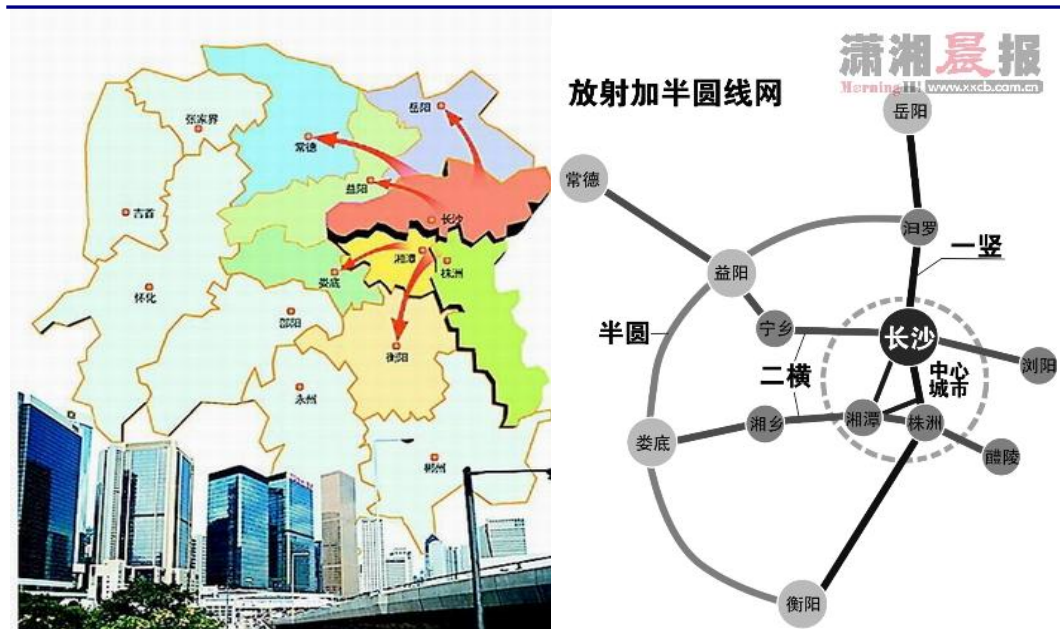 张家界
常德
岳阳
益阳
吉首
长沙
湘潭
株洲
娄底
怀化
邵阳
衡阳
永州
郴州
潇湘晨报
Morning
www.xxcb.com.cn
放射加半圆线网
岳阳
常德
汨罗
一竖
益阳
宁乡
长沙
半圆
浏阳
二横
中心
城市
湘乡
湘潭
株洲
娄底
醴陵
衡阳